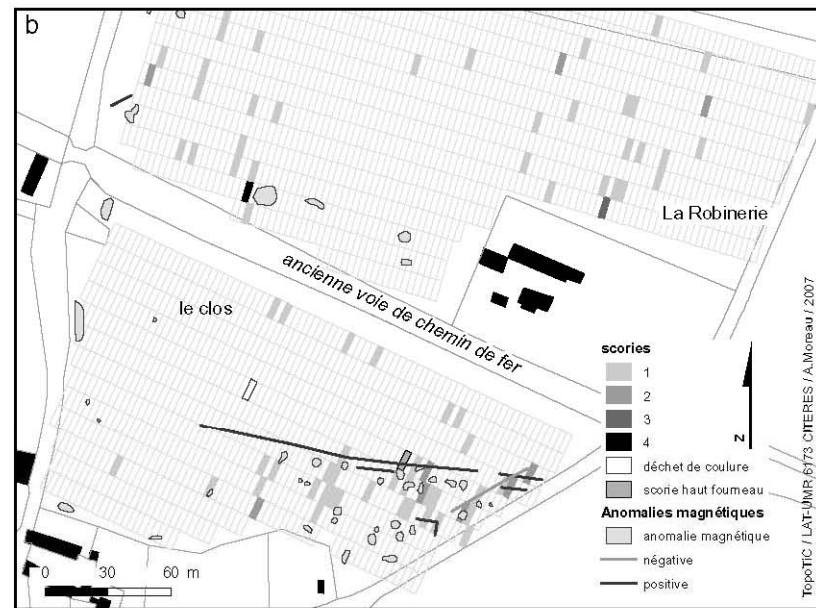 b
La Robinerie
ancienne voie de chemin de fer
le clos
scories
1
2
3
4
déchet de coulure
scorie haut fourneau
Anomalies magnétiques
anomalie magnétique
négative
positive
N
0 30 60 m
TopoTiC / LAT-UMR 6173 CITERES / A.Moreau / 2007